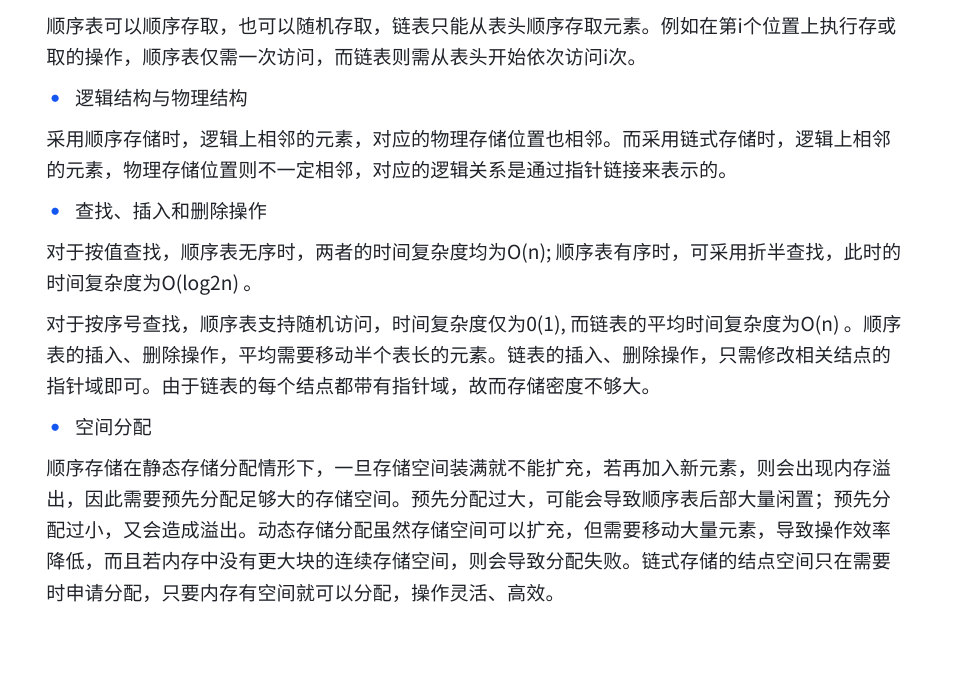 顺序表可以顺序存取，也可以随机存取，链表只能从表头顺序存取元素。例如在第i个位置上执行存或
取的操作，顺序表仅需一次访问，而链表则需从表头开始依次访问i次。
• 逻辑结构与物理结构
采用顺序存储时，逻辑上相邻的元素，对应的物理存储位置也相邻。而采用链式存储时，逻辑上相邻
的元素，物理存储位置则不一定相邻，对应的逻辑关系是通过指针链接来表示的。
• 查找、插入和删除操作
对于按值查找，顺序表无序时，两者的时间复杂度均为O(n); 顺序表有序时，可采用折半查找，此时的
时间复杂度为O(log2n) 。
对于按序号查找，顺序表支持随机访问，时间复杂度仅为0(1), 而链表的平均时间复杂度为O(n) 。顺序
表的插入、删除操作，平均需要移动半个表长的元素。链表的插入、删除操作，只需修改相关结点的
指针域即可。由于链表的每个结点都带有指针域，故而存储密度不够大。
• 空间分配
顺序存储在静态存储分配情形下，一旦存储空间装满就不能扩充，若再加入新元素，则会出现内存溢
出，因此需要预先分配足够大的存储空间。预先分配过大，可能会导致顺序表后部大量闲置；预先分
配过小，又会造成溢出。动态存储分配虽然存储空间可以扩充，但需要移动大量元素，导致操作效率
降低，而且若内存中没有更大块的连续存储空间，则会导致分配失败。链式存储的结点空间只在需要
时申请分配，只要内存有空间就可以分配，操作灵活、高效。